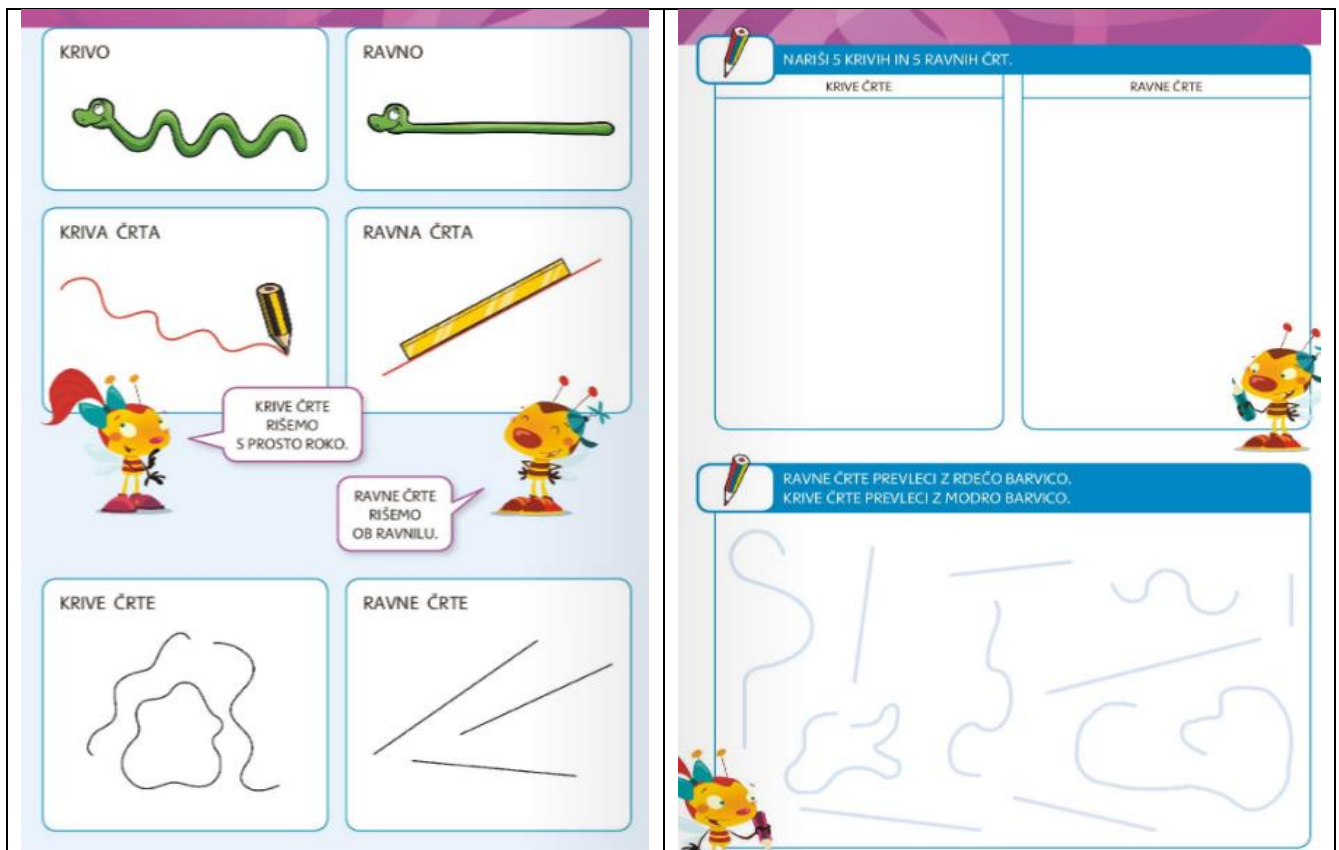 KRIVO
RAVNO
KRIVA ČRTA
RAVNA ČRTA
KRIVE ČRTE
RIŠEMO
S PROSTO ROKO.
RAVNE ČRTE
RIŠEMO
OB RAVNILU.
KRIVE ČRTE
RAVNE ČRTE
NARIŠI 5 KRIVIH IN 5 RAVNIH ČRT.
KRIVE ČRTE
RAVNE ČRTE
RAVNE ČRTE PREVLECI Z RDEČO BARVICO.
KRIVE ČRTE PREVLECI Z MODRO BARVICO.